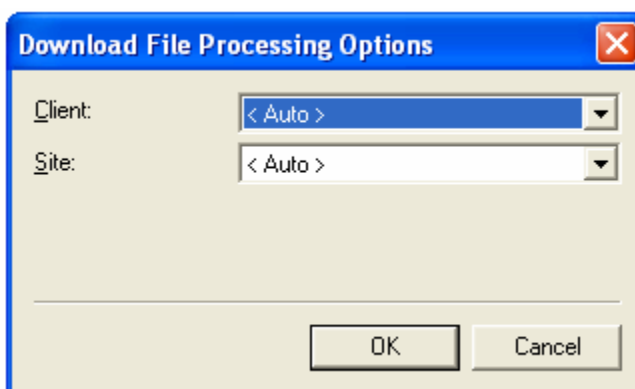 Download File Processing Options
Client: < Auto >
Site: < Auto >
OK Cancel